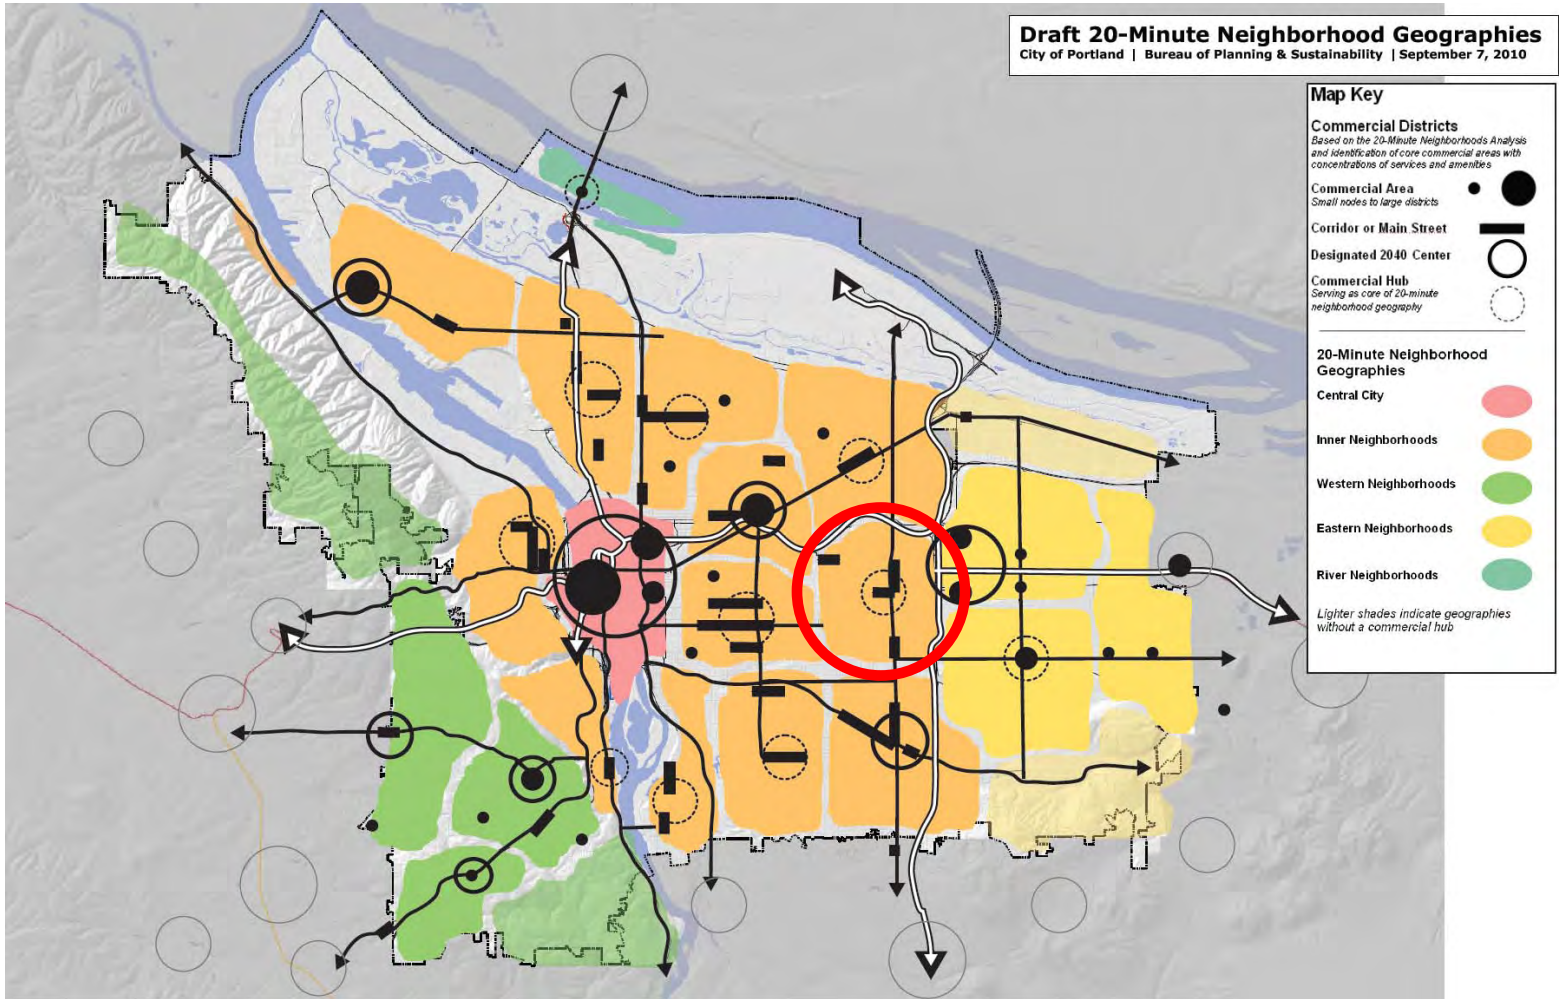 Draft 20-Minute Neighborhood Geographies
City of Portland | Bureau of Planning & Sustainability | September 7, 2010
Map Key
Commercial Districts
Based on the 20-Minute Neighborhoods Analysis
and identification of core commercial areas with
concentrations of services and amenities
Commercial Area
Small nodes to large districts
Corridor or Main Street
Designated 2040 Center
Commercial Hub
Serving as core of 20-minute
neighborhood geography
20-Minute Neighborhood
Geographies
Central City
Inner Neighborhoods
Western Neighborhoods
Eastern Neighborhoods
River Neighborhoods
Lighter shades indicate geographies
without a commercial hub